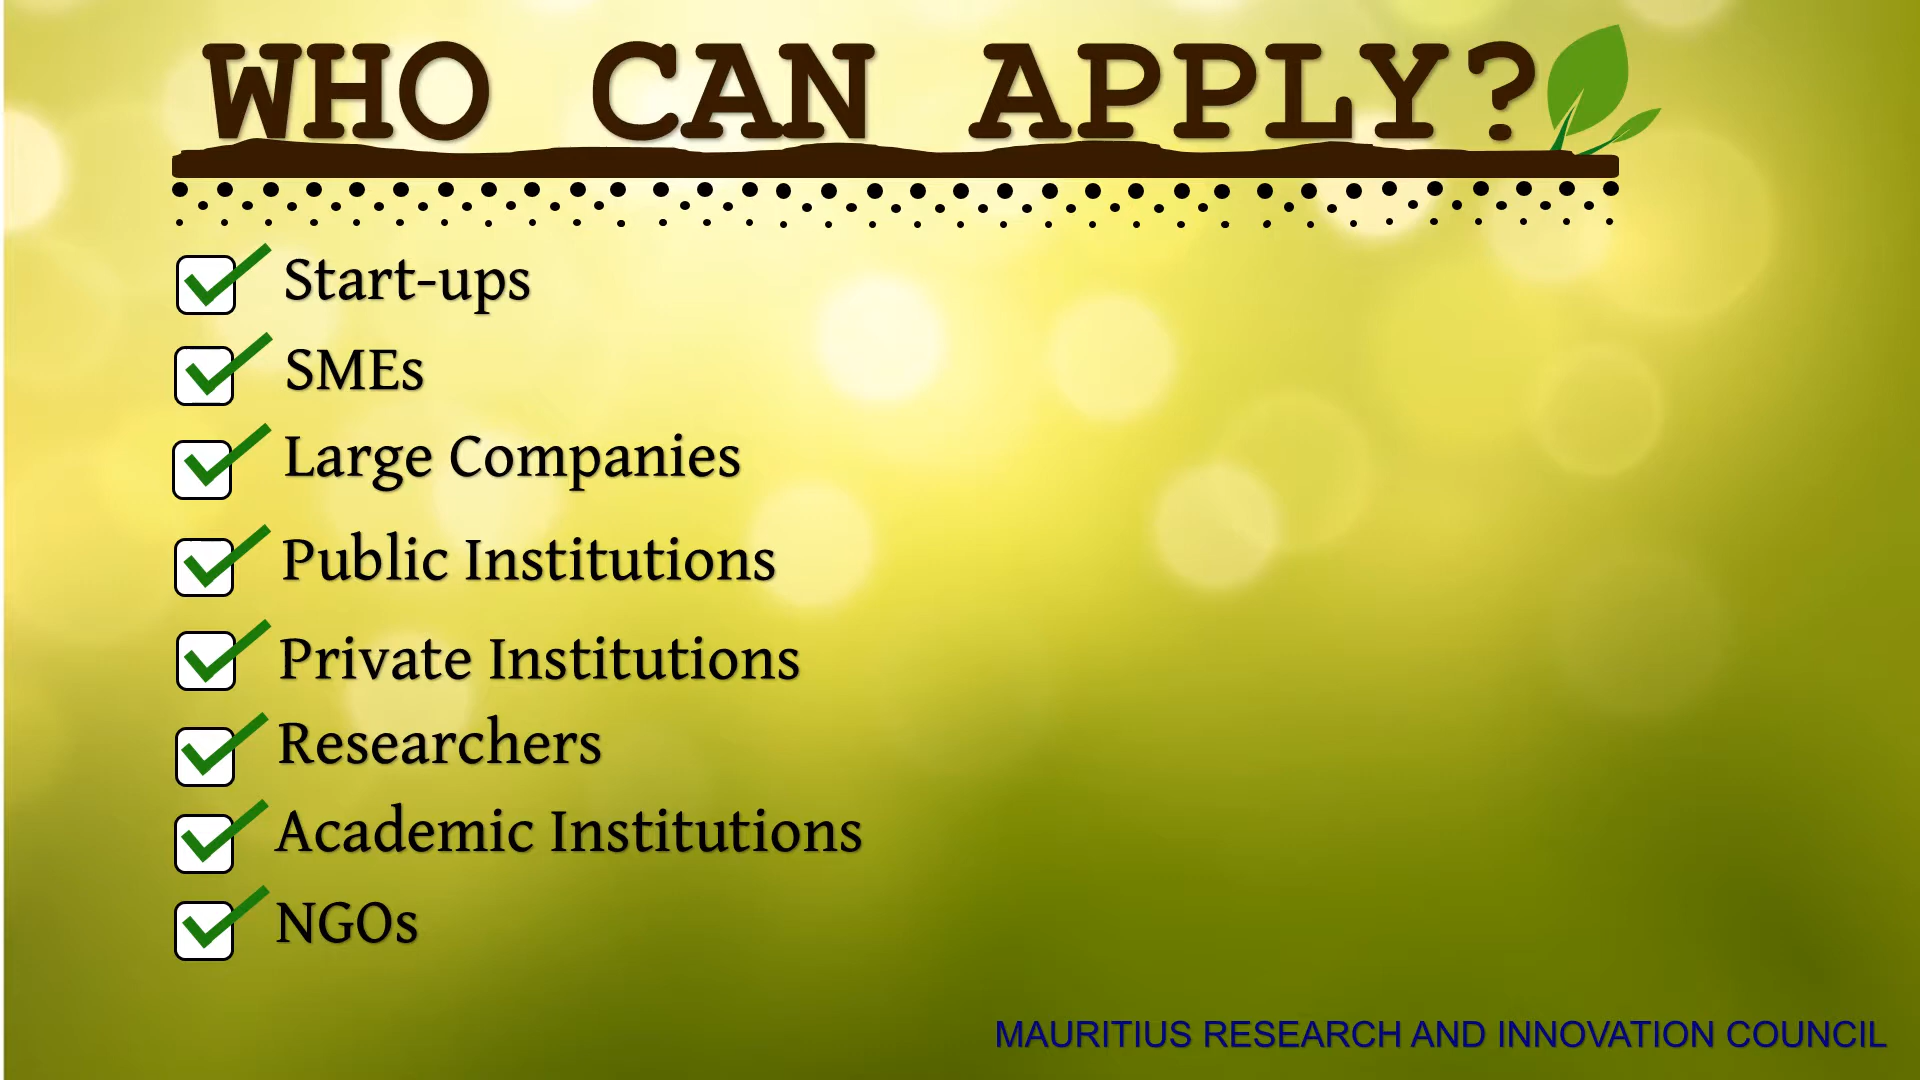 WHO CAN APPLY?
Start-ups
SMEs
Large Companies
Public Institutions
Private Institutions
Researchers
Academic Institutions
NGOs
MAURITIUS RESEARCH AND INNOVATION COUNCIL